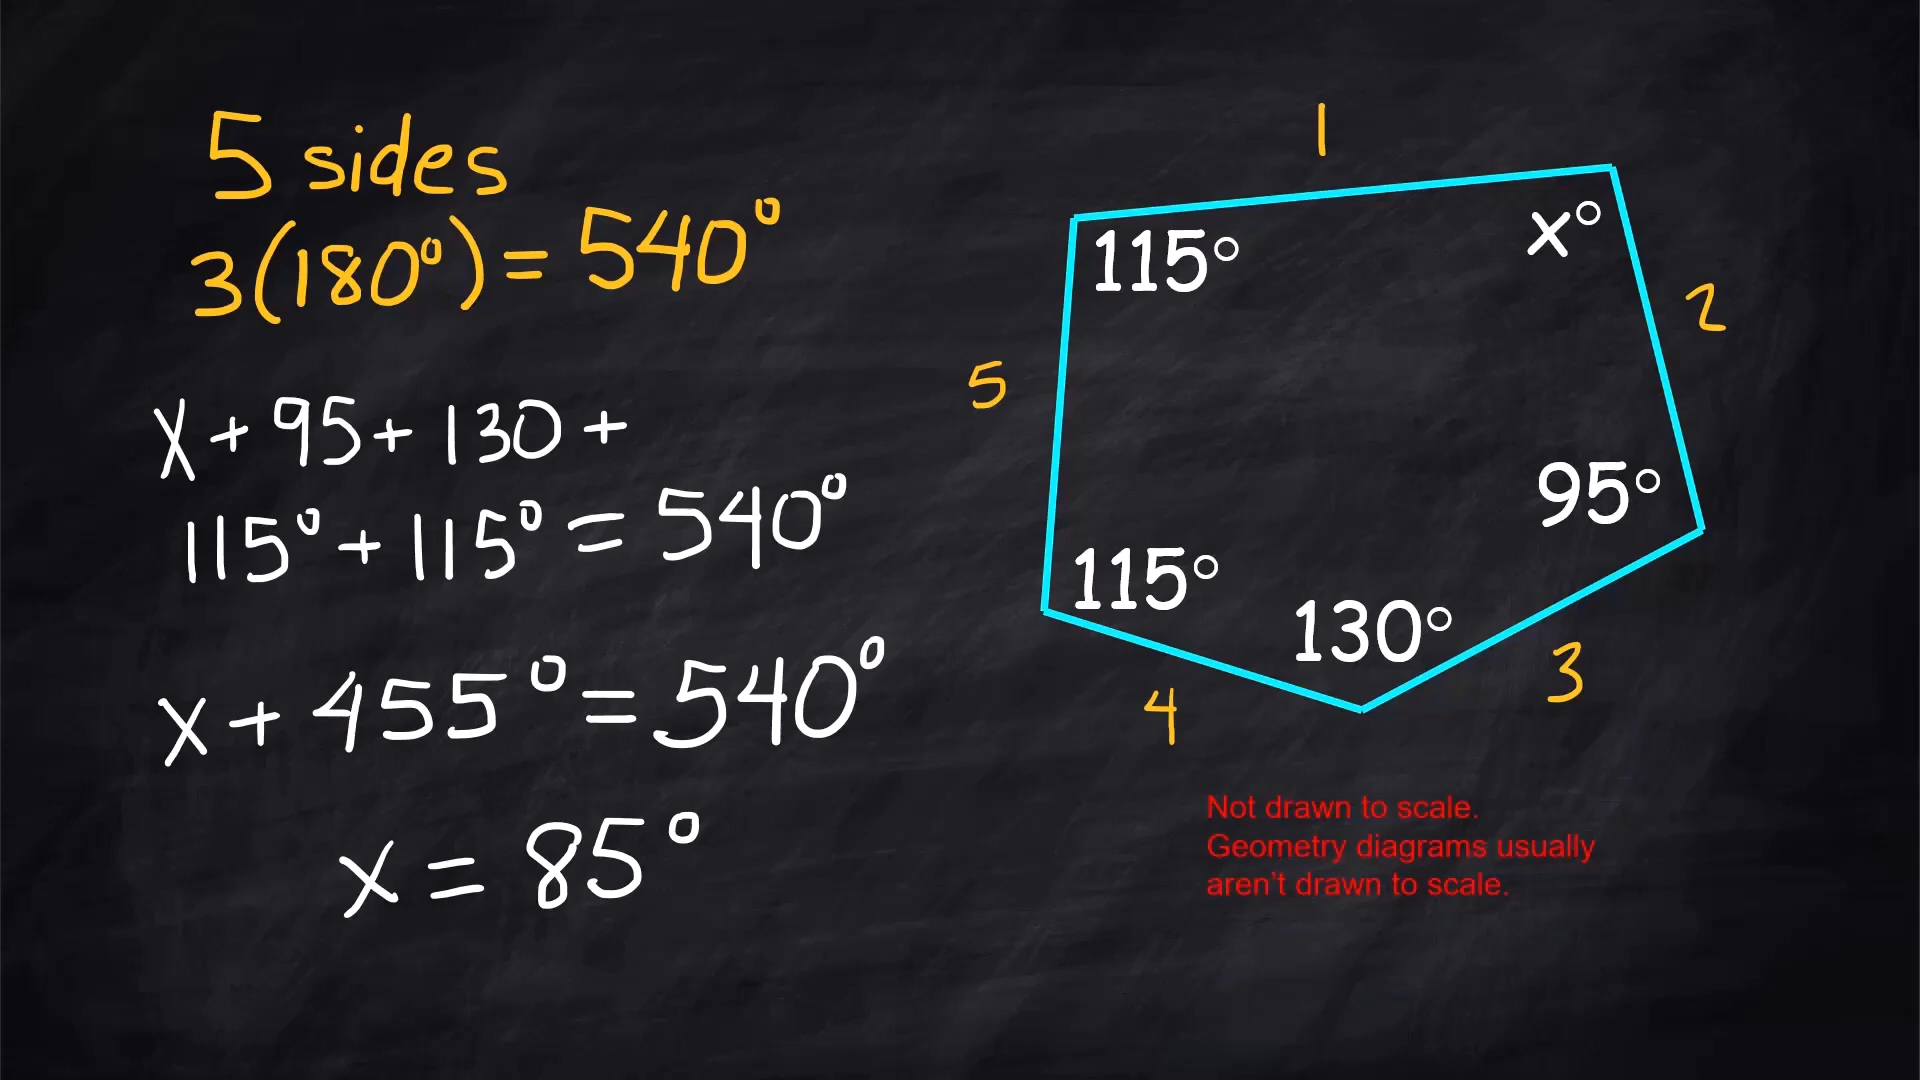 5 sides
3(180°) = 540°
x + 95 + 130 +
115° + 115° = 540°
x + 455° = 540°
x = 85°
1
115°
x°
2
5
95°
115°
130°
3
4
Not drawn to scale.
Geometry diagrams usually
aren't drawn to scale.